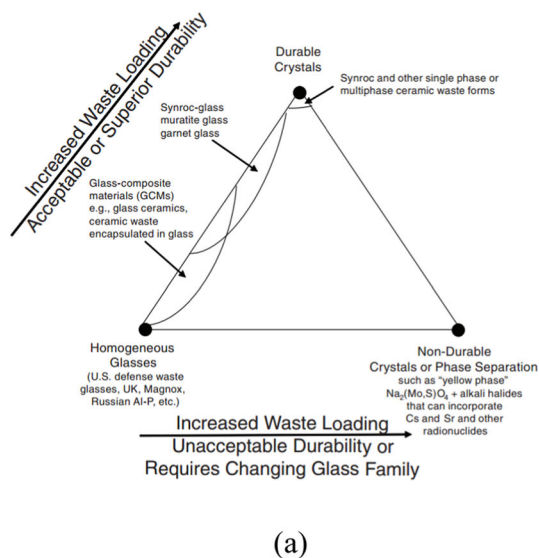 Increased Waste Loading
Acceptable or Superior Durability
Durable
Crystals
Synroc and other single phase or
multiphase ceramic waste forms
Synroc-glass
muratite glass
garnet glass
Glass-composite
materials (GCMs)
e.g., glass ceramics,
ceramic waste
encapsulated in glass
Homogeneous
Glasses
(U.S. defense waste
glasses, UK, Magnox,
Russian Al-P, etc.)
Non-Durable
Crystals or Phase Separation
such as "yellow phase"
Na₂(Mo,S)O₄ + alkali halides
that can incorporate
Cs and Sr and other
radionuclides
Increased Waste Loading
Unacceptable Durability or
Requires Changing Glass Family
(a)